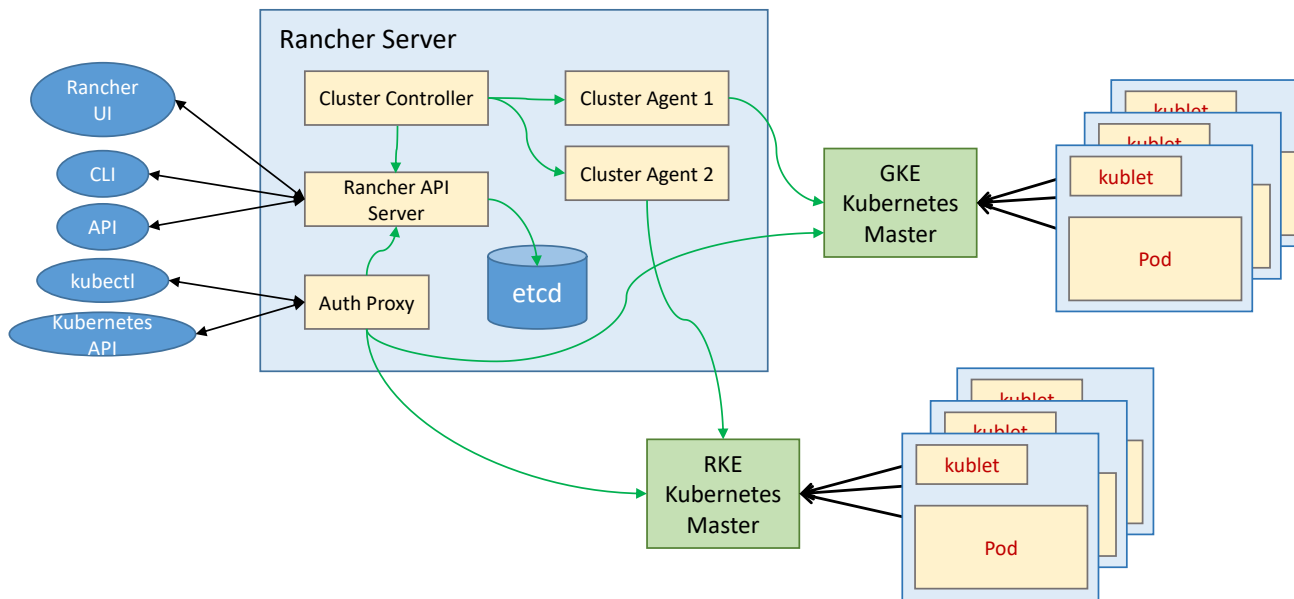 Rancher Server
Rancher
UI
CLI
API
kubectl
Kubernetes
API
Cluster Controller
Rancher API
Server
Auth Proxy
etcd
Cluster Agent 1
Cluster Agent 2
GKE
Kubernetes
Master
kublet
kublet
kublet
Pod
RKE
Kubernetes
Master
kublet
kublet
kublet
Pod